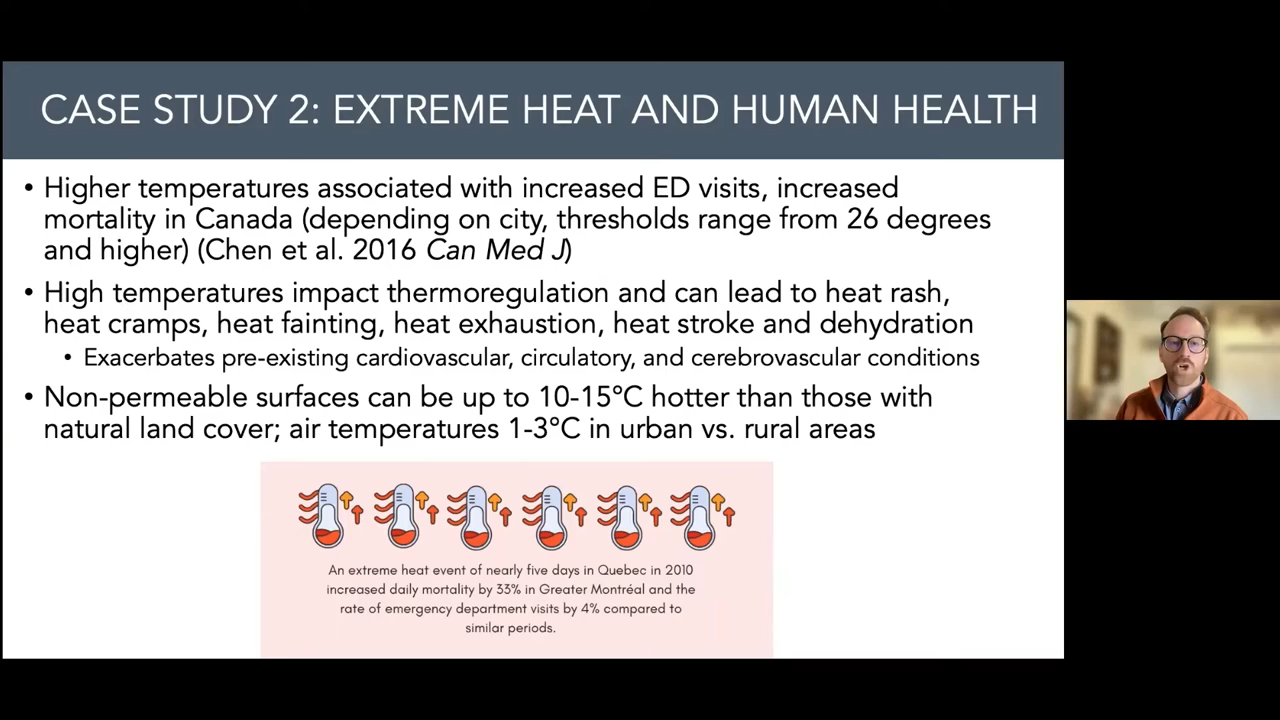 CASE STUDY 2: EXTREME HEAT AND HUMAN HEALTH
• Higher temperatures associated with increased ED visits, increased
mortality in Canada (depending on city, thresholds range from 26 degrees
and higher) (Chen et al. 2016 Can Med J)
• High temperatures impact thermoregulation and can lead to heat rash,
heat cramps, heat fainting, heat exhaustion, heat stroke and dehydration
• Exacerbates pre-existing cardiovascular, circulatory, and cerebrovascular conditions
• Non-permeable surfaces can be up to 10-15°C hotter than those with
natural land cover; air temperatures 1-3°C in urban vs. rural areas
An extreme heat event of nearly five days in Quebec in 2010
increased daily mortality by 33% in Greater Montréal and the
rate of emergency department visits by 4% compared to
similar periods.